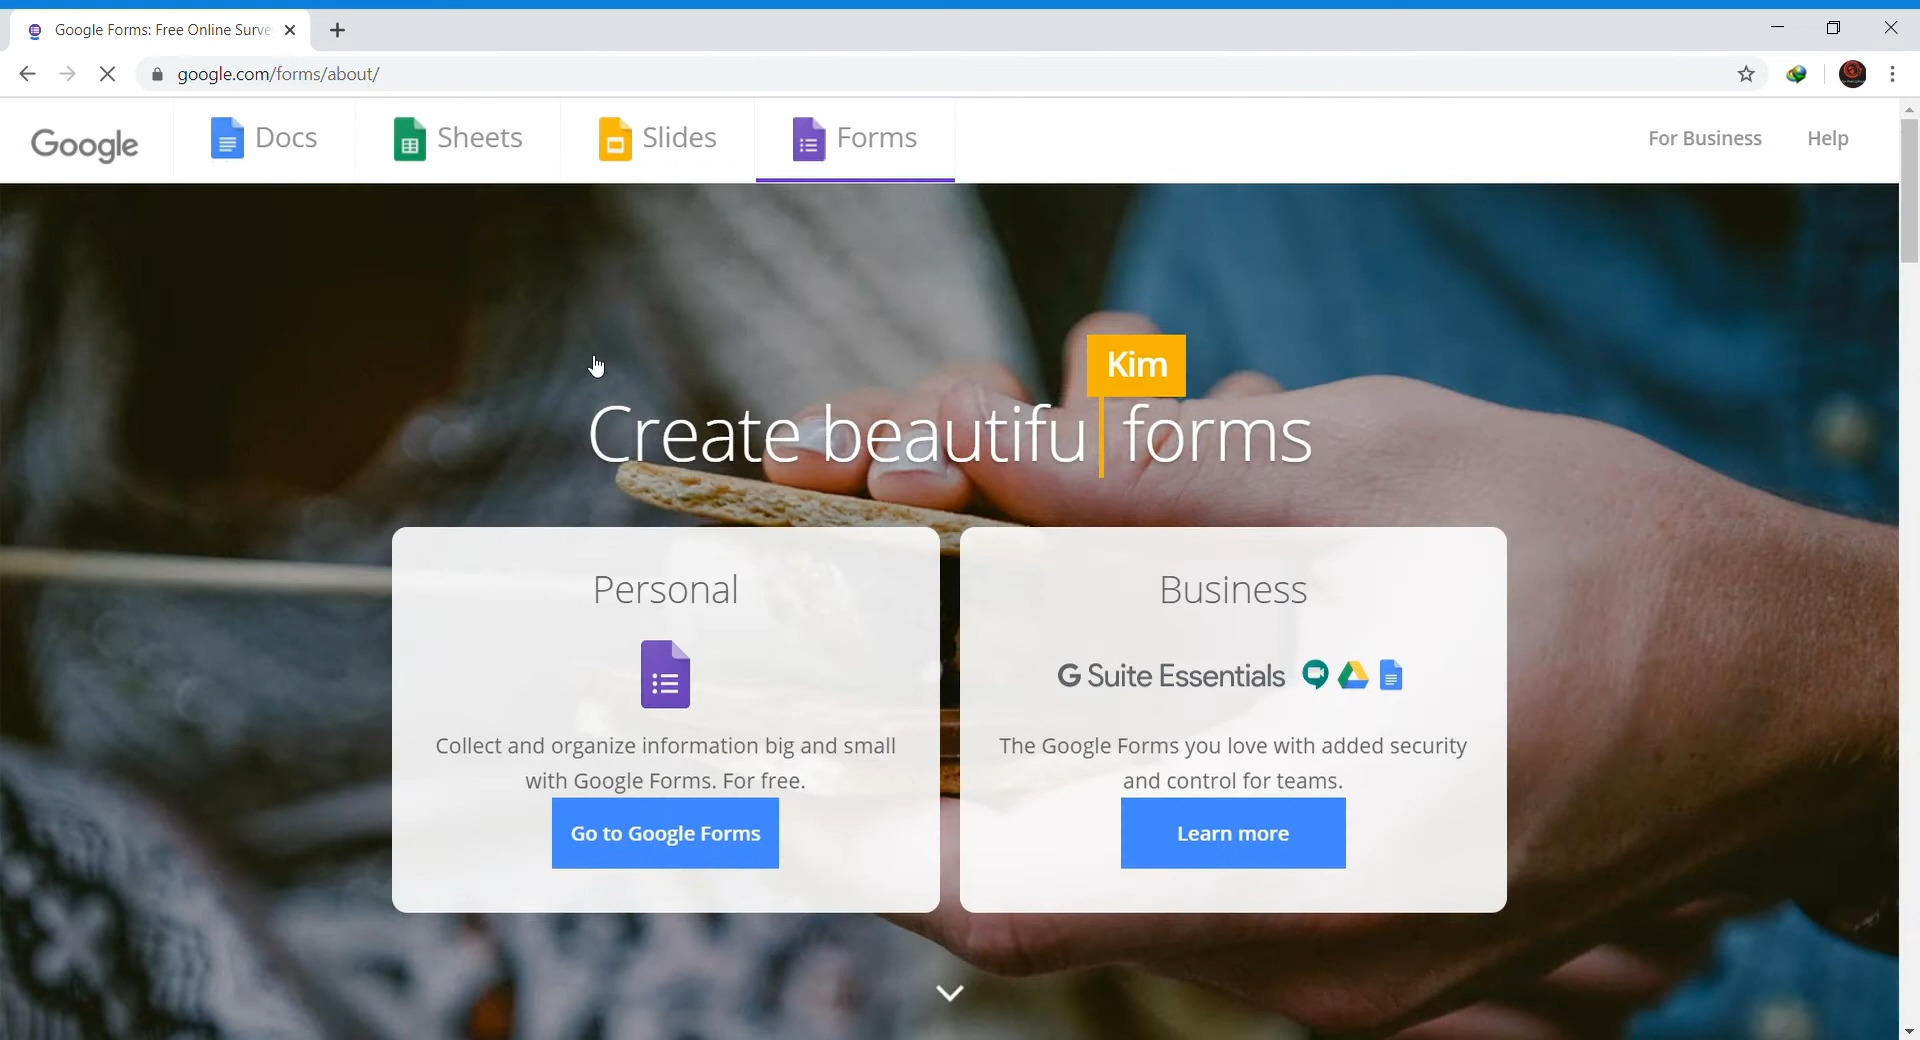 Google Forms: Free Online Surve
google.com/forms/about/
Google
Docs
Sheets
Slides
Forms
For Business
Help
Kim
Create beautifu forms
Personal
Collect and organize information big and small
with Google Forms. For free.
Go to Google Forms
Business
G Suite Essentials
The Google Forms you love with added security
and control for teams.
Learn more